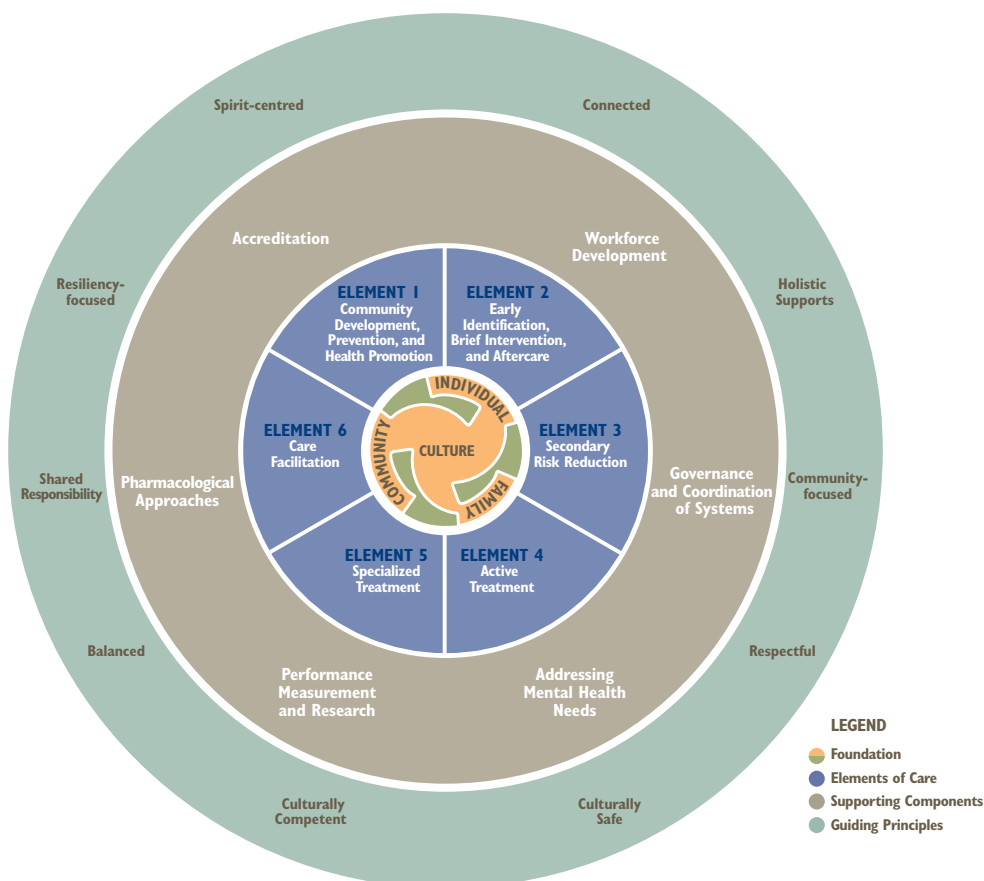 Spirit-centred
Connected
Accreditation
Workforce
Development
Resiliency-
focused
Holistic
Supports
ELEMENT 1
Community
Development,
Prevention, and
Health Promotion
ELEMENT 2
Early
Identification,
Brief Intervention,
and Aftercare
INDIVIDUAL
ELEMENT 6
Care
Facilitation
COMMUNITY
CULTURE
FAMILY
ELEMENT 3
Secondary
Risk Reduction
Shared
Responsibility
Pharmacological
Approaches
Governance
and Coordination
of Systems
Community-
focused
ELEMENT 5
Specialized
Treatment
ELEMENT 4
Active
Treatment
Balanced
Respectful
Performance
Measurement
and Research
Addressing
Mental Health
Needs
Culturally
Competent
Culturally
Safe
LEGEND
Foundation
Elements of Care
Supporting Components
Guiding Principles